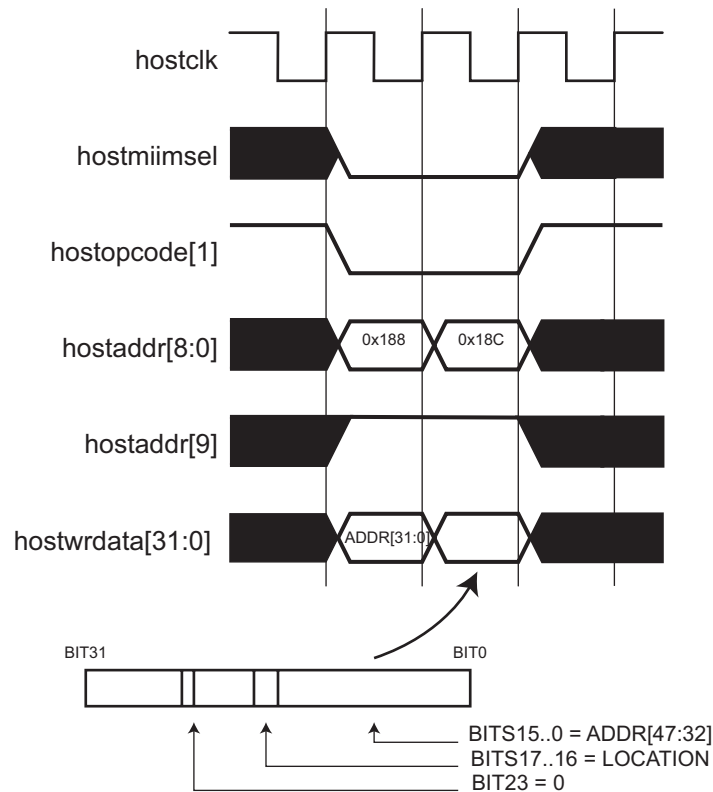 hostclk
hostmiimsel
hostopcode[1]
hostaddr[8:0]
0x188
0x18C
hostaddr[9]
hostwrdata[31:0]
ADDR[31:0]
BIT31
BIT0
BITS15..0 = ADDR[47:32]
BITS17..16 = LOCATION
BIT23 = 0